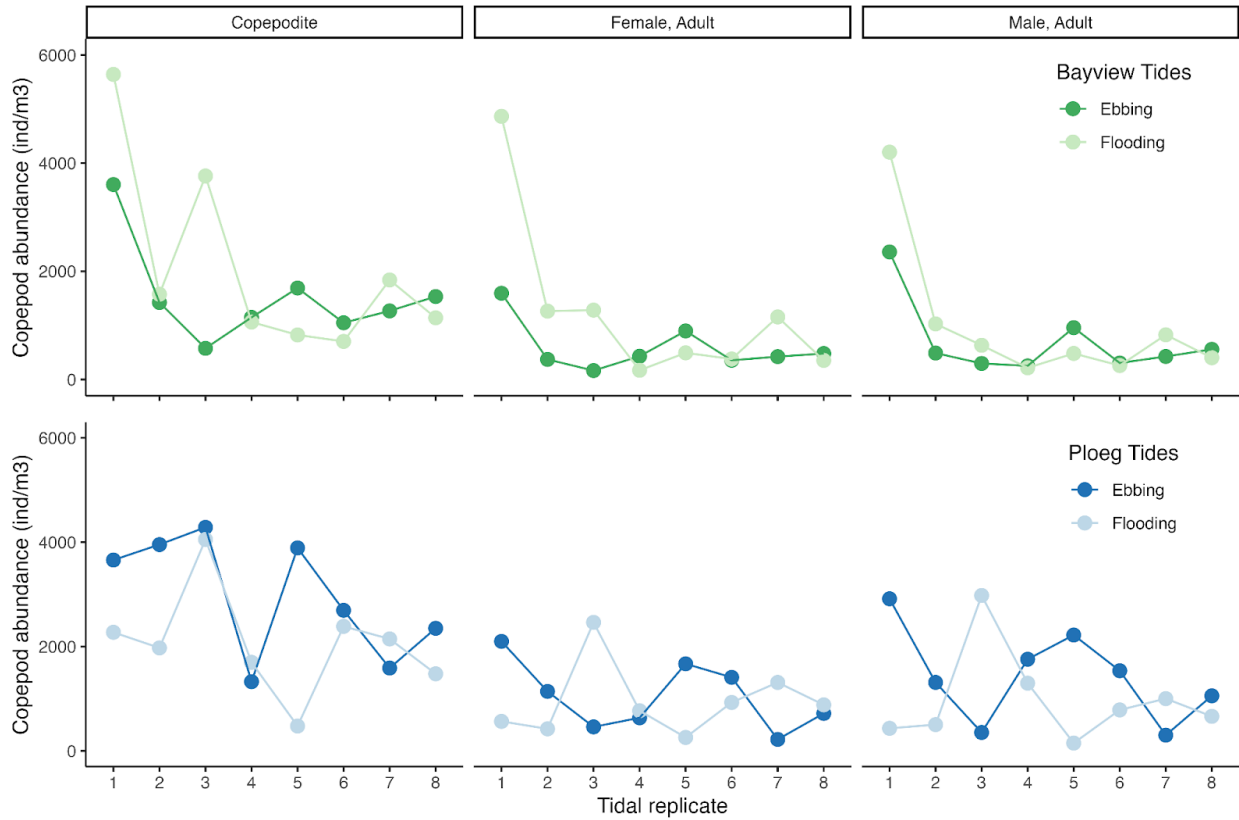 Copepodite
Female, Adult
Male, Adult
Copepod abundance (ind/m3)
6000
4000
2000
0
Bayview Tides
Ebbing
Flooding
Copepod abundance (ind/m3)
6000
4000
2000
0
Ploeg Tides
Ebbing
Flooding
1 2 3 4 5 6 7 8
1 2 3 4 5 6 7 8
1 2 3 4 5 6 7 8
Tidal replicate